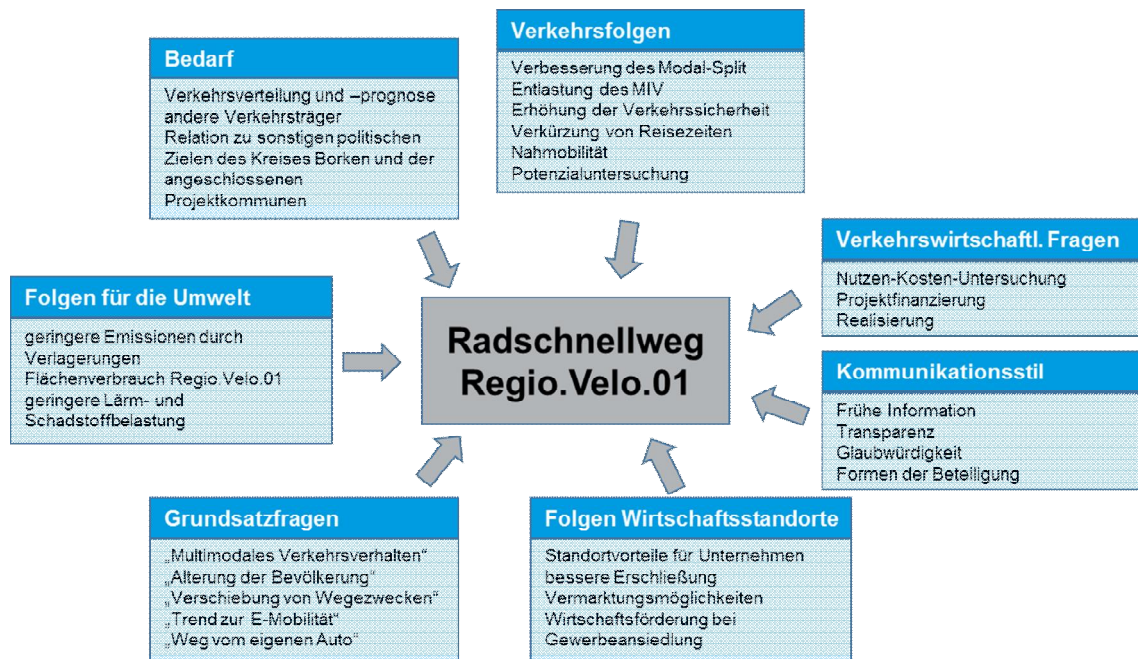 Bedarf
Verkehrsverteilung und –prognose
andere Verkehrsträger
Relation zu sonstigen politischen
Zielen des Kreises Borken und der
angeschlossenen
Projektkommunen
Verkehrsfolgen
Verbesserung des Modal-Split
Entlastung des MIV
Erhöhung der Verkehrssicherheit
Verkürzung von Reisezeiten
Nahmobilität
Potenzialuntersuchung
Verkehrswirtschaftl. Fragen
Nutzen-Kosten-Untersuchung
Projektfinanzierung
Realisierung
Folgen für die Umwelt
geringere Emissionen durch
Verlagerungen
Flächenverbrauch Regio.Velo.01
geringere Lärm- und
Schadstoffbelastung
Radschnellweg
Regio.Velo.01
Kommunikationsstil
Frühe Information
Transparenz
Glaubwürdigkeit
Formen der Beteiligung
Grundsatzfragen
„Multimodales Verkehrsverhalten“
„Alterung der Bevölkerung“
„Verschiebung von Wegezwecken“
„Trend zur E-Mobilität“
„Weg vom eigenen Auto“
Folgen Wirtschaftsstandorte
Standortvorteile für Unternehmen
bessere Erschließung
Vermarktungsmöglichkeiten
Wirtschaftsförderung bei
Gewerbeansiedlung